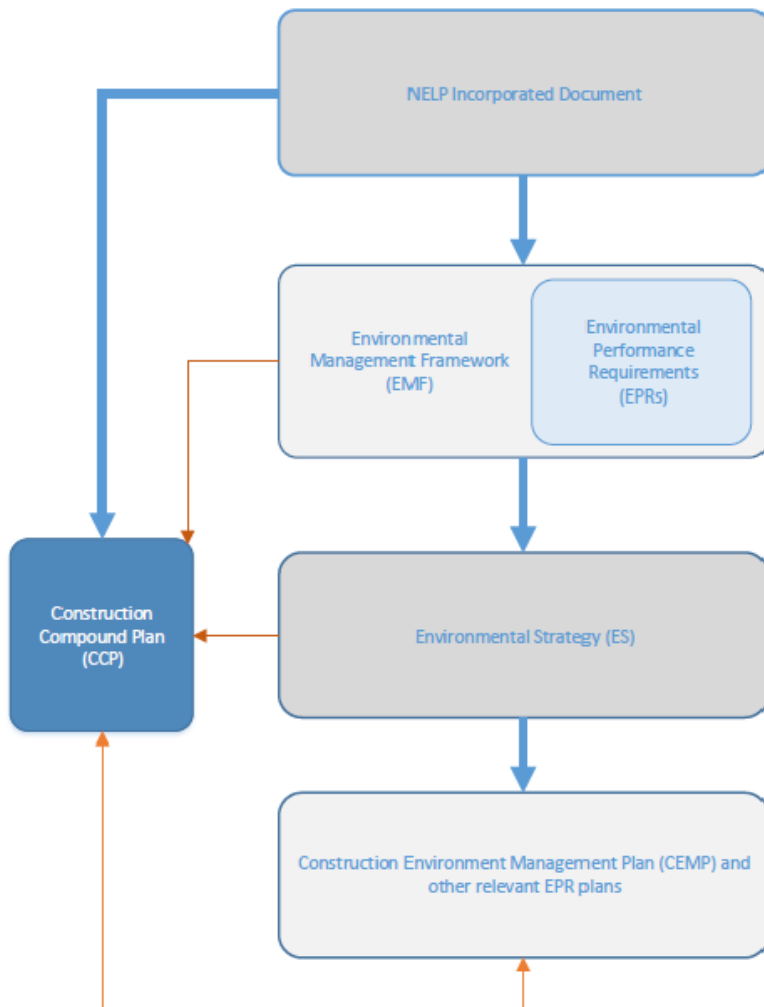 NELP Incorporated Document
Environmental
Management Framework
(EMF)
Environmental
Performance
Requirements
(EPRs)
Construction
Compound Plan
(CCP)
Environmental Strategy (ES)
Construction Environment Management Plan (CEMP) and
other relevant EPR plans